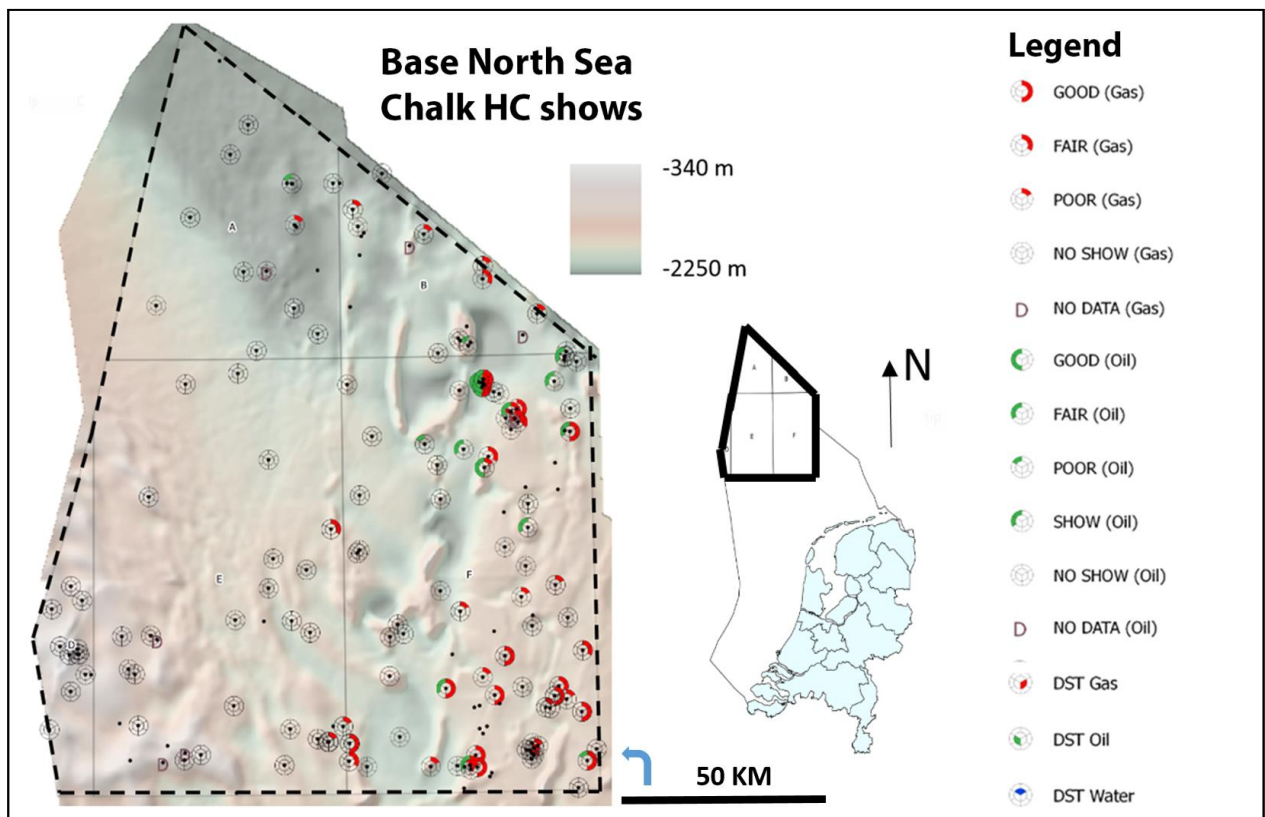 Base North Sea
Chalk HC shows
-340 m
-2250 m
A
B
D
D
D
E
F
D
D
D
D
A
B
E
F
N
50 KM
Legend
GOOD (Gas)
FAIR (Gas)
POOR (Gas)
NO SHOW (Gas)
NO DATA (Gas)
D
GOOD (Oil)
FAIR (Oil)
POOR (Oil)
SHOW (Oil)
NO SHOW (Oil)
NO DATA (Oil)
D
DST Gas
DST Oil
DST Water